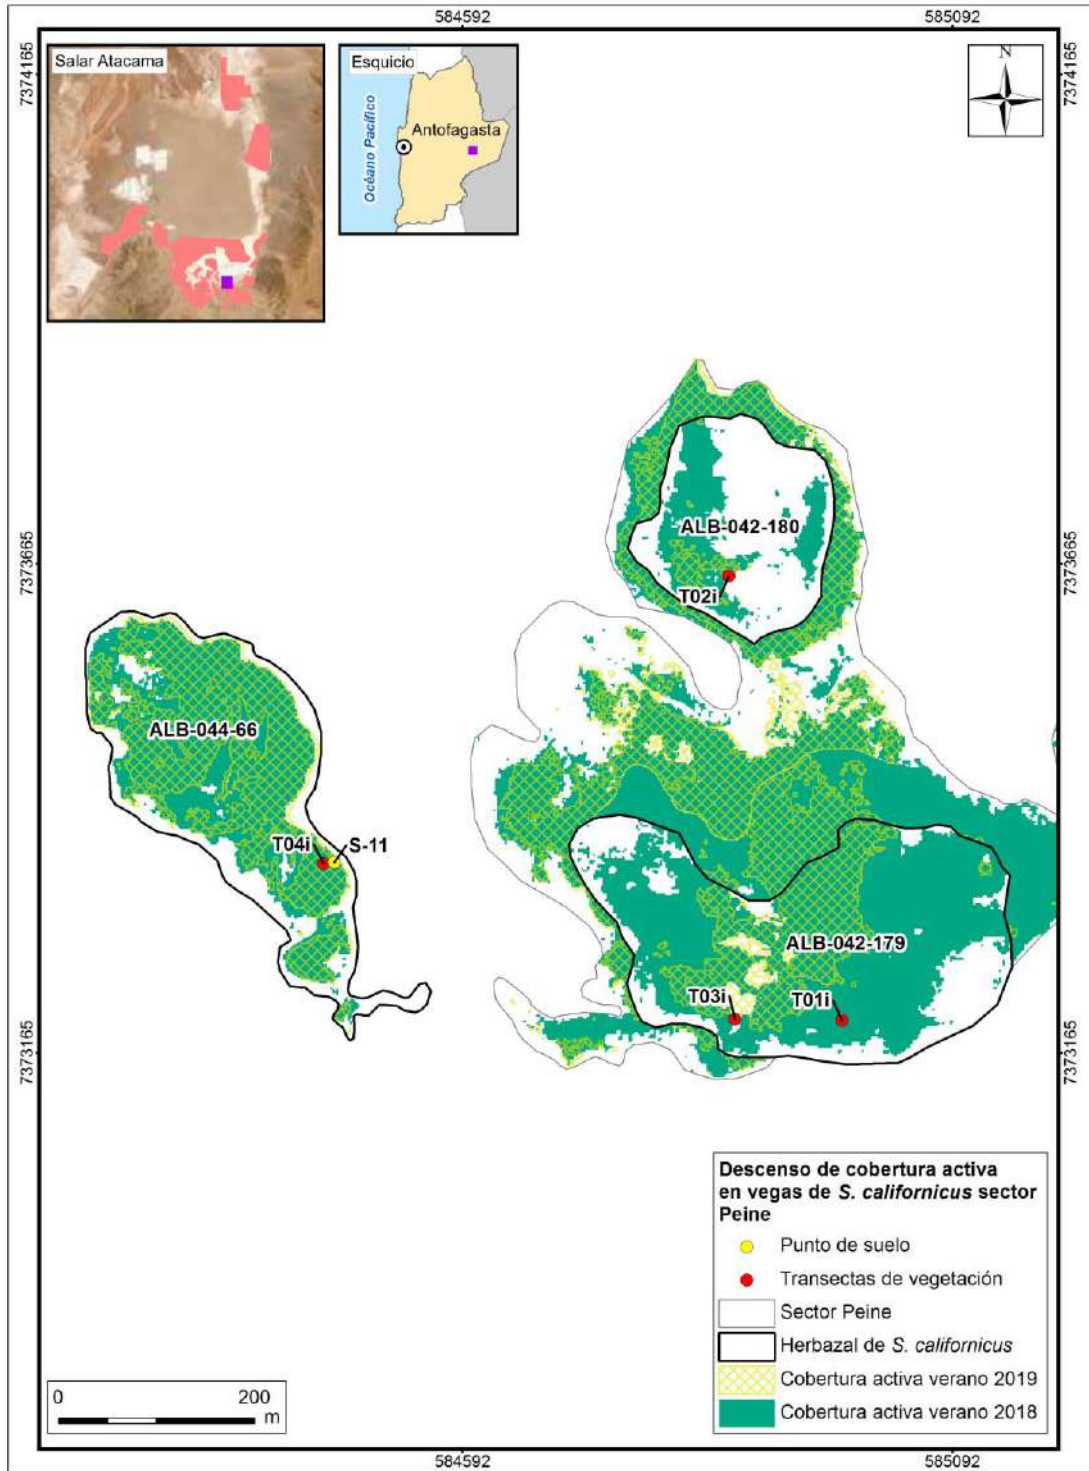 584592
585092
7374165
7374165
Salar Atacama
Esquicio
Océano Pacífico
Antofagasta
N
ALB-042-180
7373665
7373665
T02i
ALB-044-66
T04i
S-11
ALB-042-179
T03i
T01i
7373165
7373165
Descenso de cobertura activa
en vegas de S. californicus sector
Peine
Punto de suelo
Transectas de vegetación
Sector Peine
Herbazal de S. californicus
Cobertura activa verano 2019
Cobertura activa verano 2018
0
200
m
584592
585092